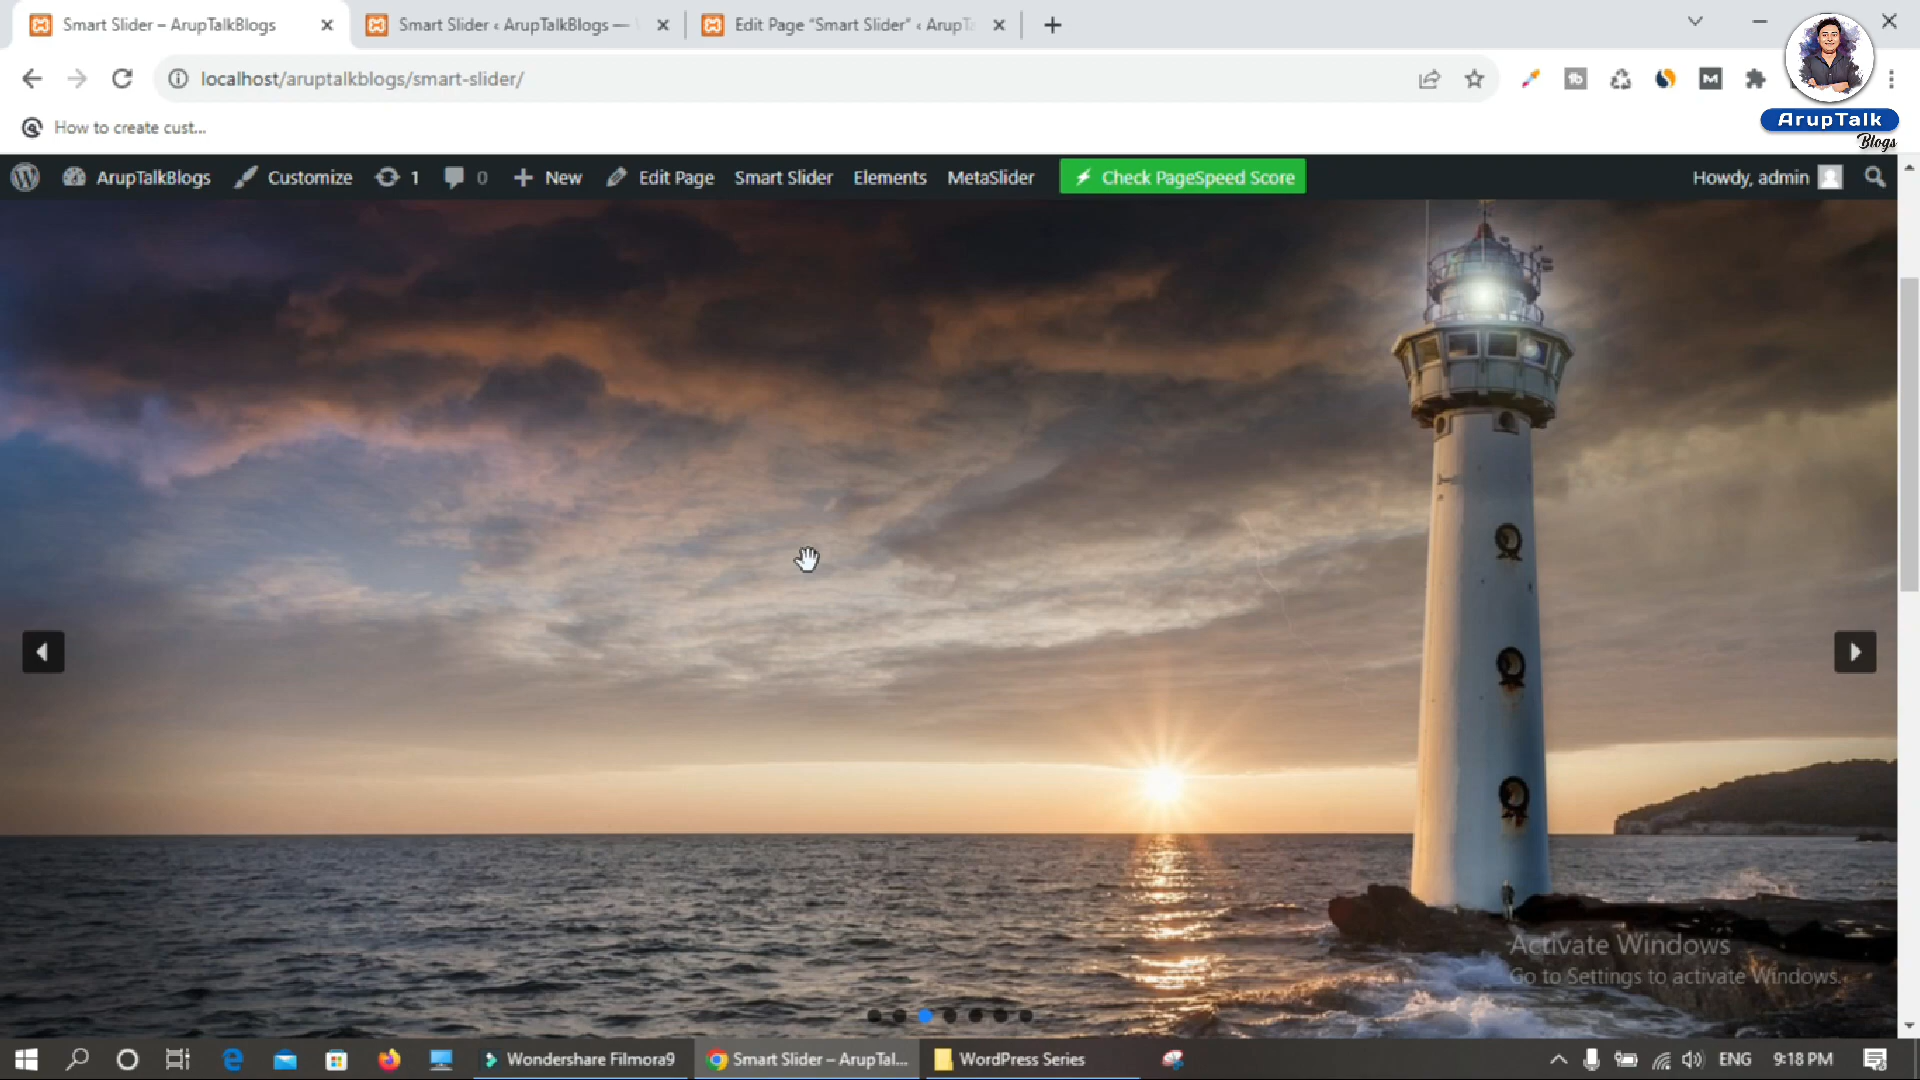 Smart Slider – ArupTalkBlogs
Smart Slider ‹ ArupTalkBlogs —
Edit Page “Smart Slider” ‹ ArupTa
localhost/aruptalkblogs/smart-slider/
How to create cust...
ArupTalk
Blogs
ArupTalkBlogs Customize 1 0 New Edit Page Smart Slider Elements MetaSlider Check PageSpeed Score Howdy, admin
Activate Windows
Go to Settings to activate Windows.
Wondershare Filmora9 Smart Slider – ArupTal... WordPress Series ENG 9:18 PM